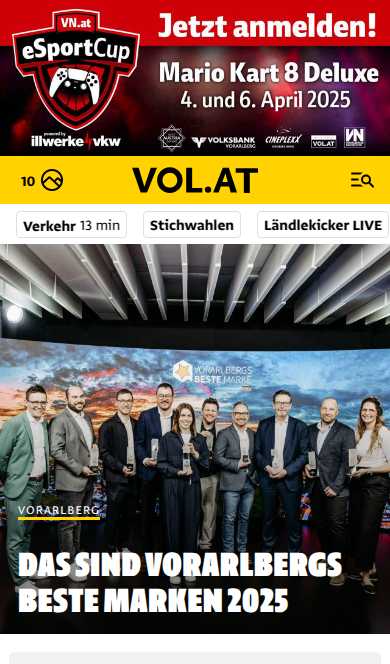 VN.at
eSportCup
powered by
illwerke vkw
Jetzt anmelden!
Mario Kart 8 Deluxe
4. und 6. April 2025
VOLKSBANK
VORARLBERG
CINEPLEXX
VOL.AT
VN
10
VOL.AT
Verkehr 13 min
Stichwahlen
Ländlekicker LIVE
VORARLBERGS
BESTE MARKE
VORARLBERG
DAS SIND VORARLBERGS
BESTE MARKEN 2025